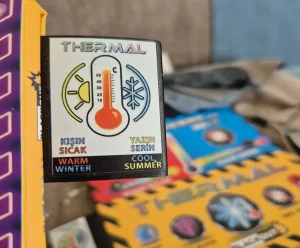 THERMAL
C
KIŞIN
SICAK
YAZIN
SERİN
WARM
WINTER
COOL
SUMMER
THERMAL